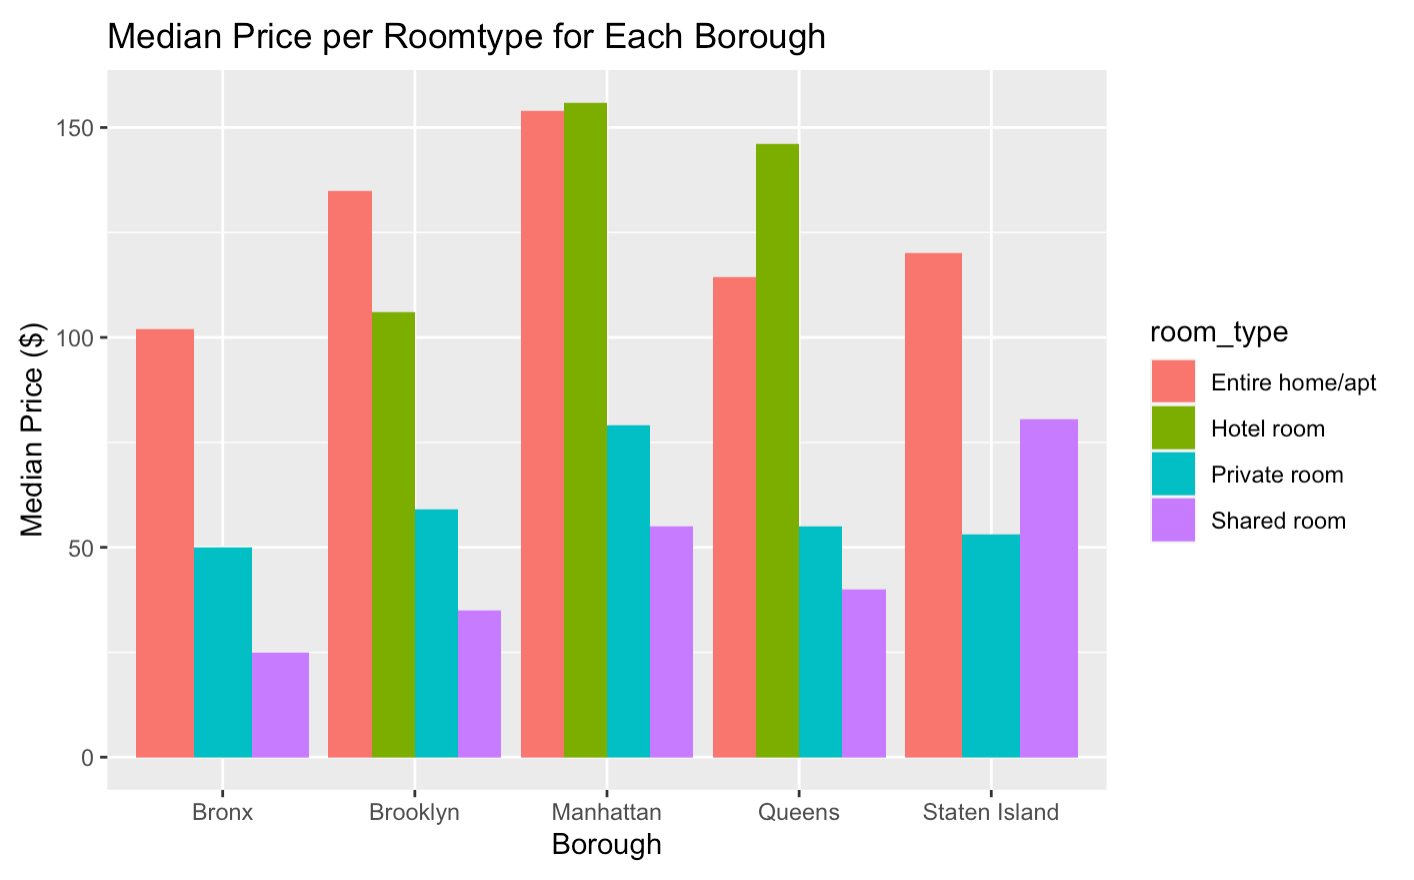 Median Price per Roomtype for Each Borough
Median Price ($)
150
100
50
0
Bronx
Brooklyn
Manhattan
Queens
Staten Island
Borough
room_type
Entire home/apt
Hotel room
Private room
Shared room